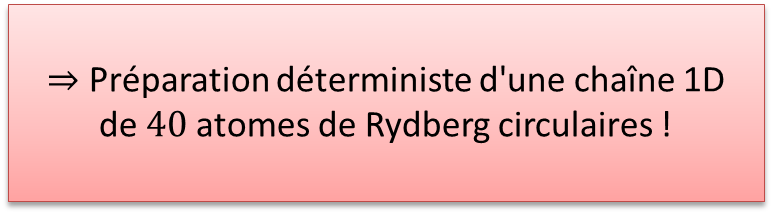 ⇒ Préparation déterministe d'une chaîne 1D
de 40 atomes de Rydberg circulaires !